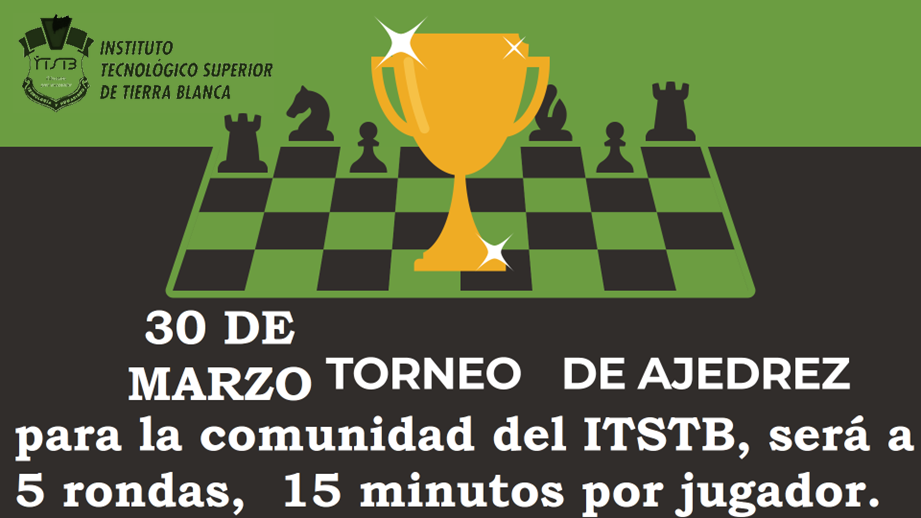 ITSTB
INSTITUTO
TECNOLÓGICO SUPERIOR
DE TIERRA BLANCA
30 DE
MARZO
TORNEO DE AJEDREZ
para la comunidad del ITSTB, será a
5 rondas, 15 minutos por jugador.